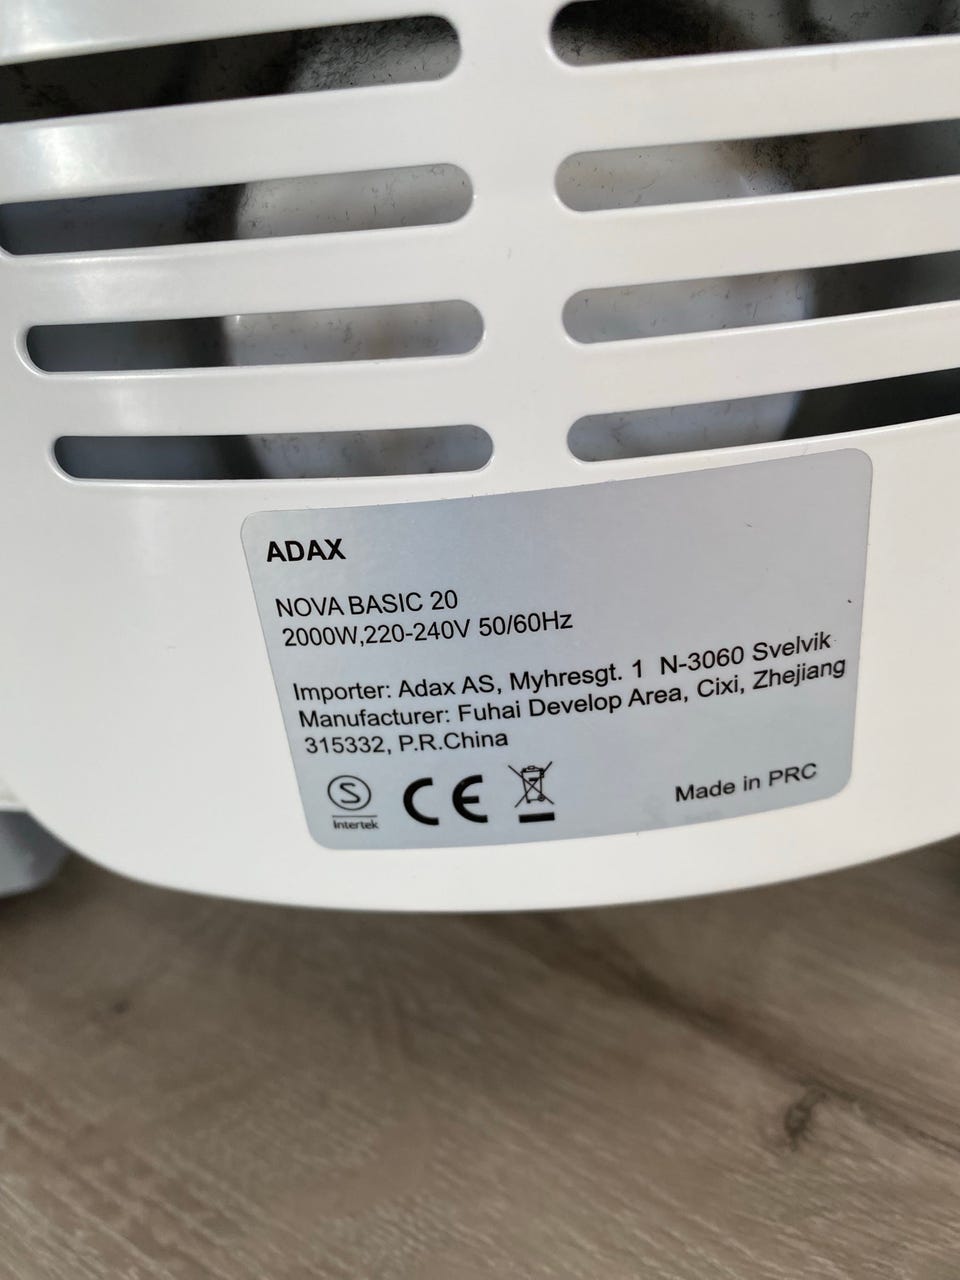 ADAX
NOVA BASIC 20
2000W,220-240V 50/60Hz
Importer: Adax AS, Myhresgt. 1 N-3060 Svelvik
Manufacturer: Fuhai Develop Area, Cixi, Zhejiang
315332, P.R.China
S
Intertek
CE
Made in PRC